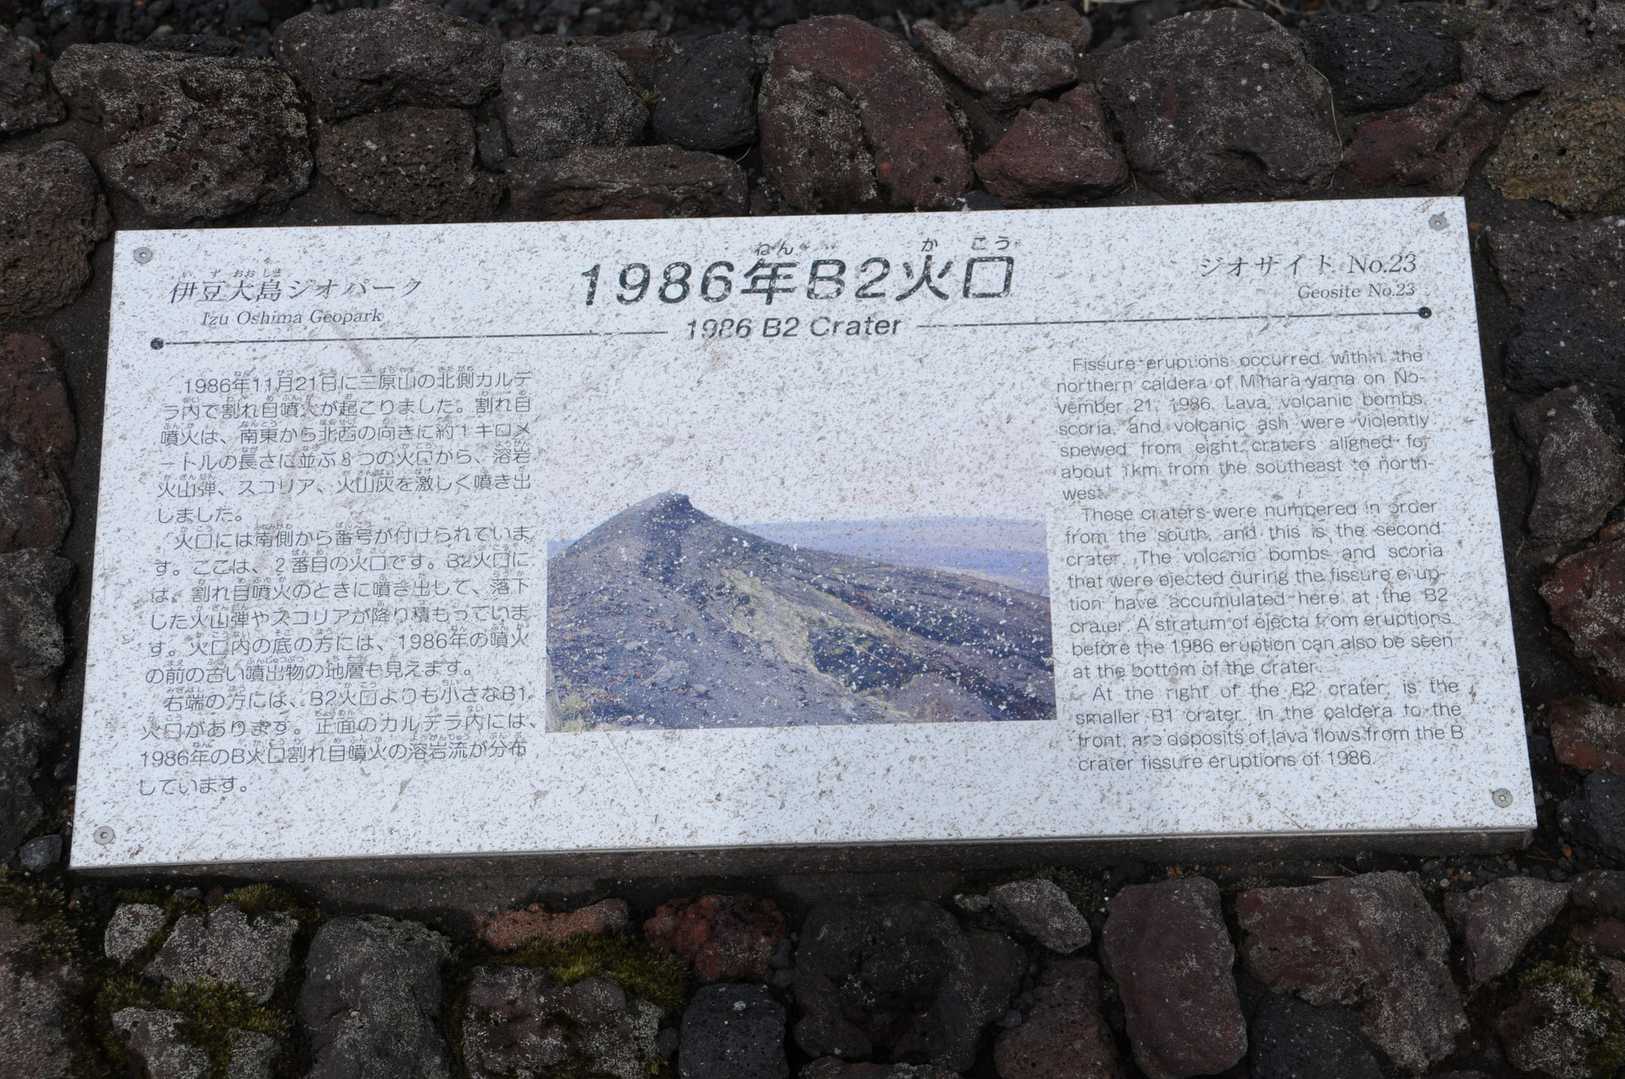 伊豆大島ジオパーク
Izu Oshima Geopark
1986年B2火口
1986 B2 Crater
ジオサイト No.23
Geosite No.23
1986年11月21日に三原山の北側カルデ
ラ内で割れ目噴火が起こりました。割れ目
噴火は、南東から北西の向きに約1キロメ
ートルの長さに並ぶ8つの火口から、溶岩
火山弾、スコリア、火山灰を激しく噴き出
しました。
火口には南側から番号が付けられていま
す。ここは、2番目の火口です。B2火口に
は、割れ目噴火のときに噴き出して、落下
した火山弾やスコリアが降り積もっていま
す。火口内の底の方には、1986年の噴火
の前の古い噴出物の地層も見えます。
右端の方には、B2火口よりも小さなB1
火口があります。正面のカルデラ内には、
1986年のB火口割れ目噴火の溶岩流が分布
しています。
Fissure eruptions occurred within the
northern caldera of Mihara-yama on No-
vember 21, 1986. Lava, volcanic bombs,
scoria, and volcanic ash were violently
spewed from eight craters aligned for
about 1km from the southeast to north-
west.
These craters were numbered in order
from the south, and this is the second
crater. The volcanic bombs and scoria
that were ejected during the fissure erup-
tion have accumulated here at the B2
crater. A stratum of ejecta from eruptions
before the 1986 eruption can also be seen
at the bottom of the crater.
At the right of the B2 crater, is the
smaller B1 crater. In the caldera to the
front, are deposits of lava flows from the B
crater fissure eruptions of 1986.